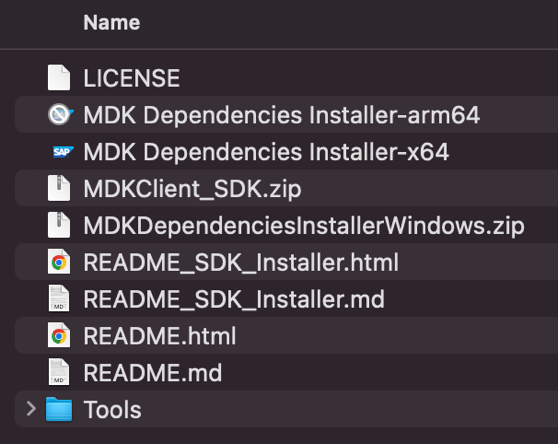 Name
LICENSE
MDK Dependencies Installer-arm64
SAP MDK Dependencies Installer-x64
MDKClient_SDK.zip
MDKDependenciesInstallerWindows.zip
README_SDK_Installer.html
MD README_SDK_Installer.md
README.html
MD README.md
Tools